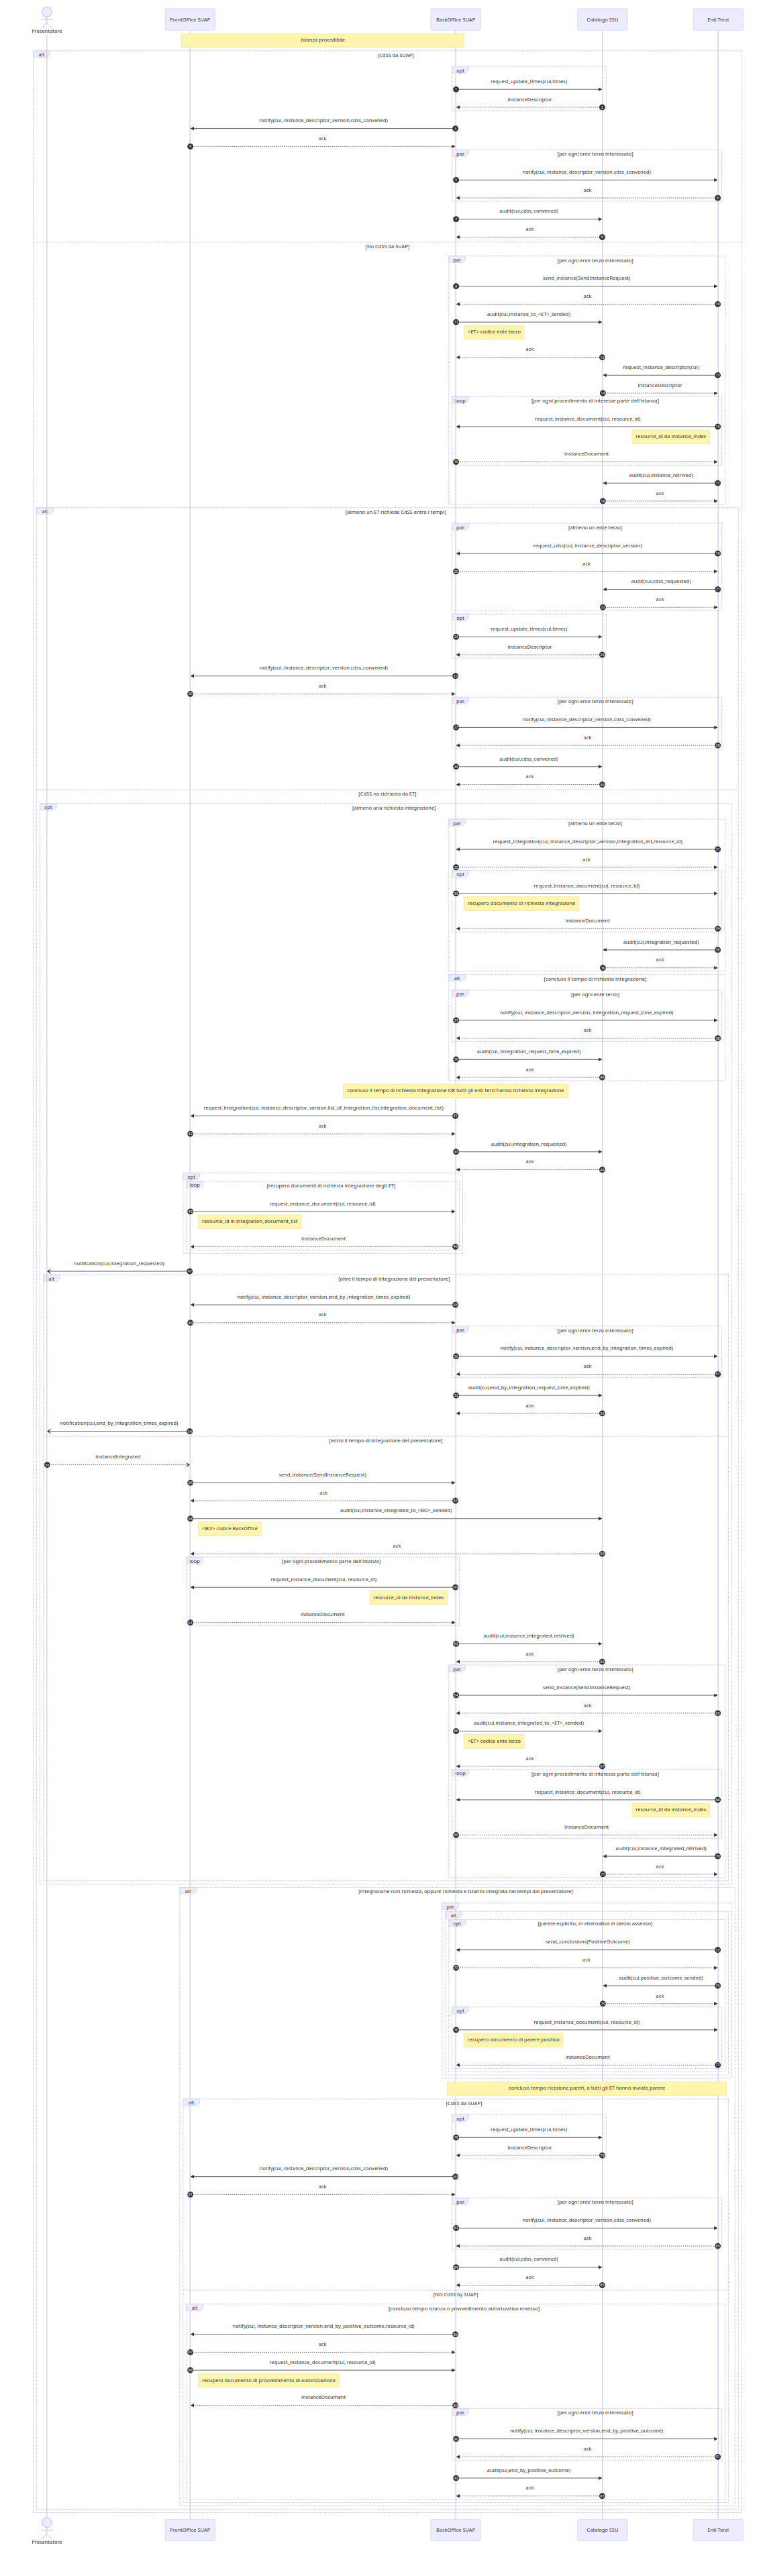 Presentatore
FrontOffice SUAP
BackOffice SUAP
Catalogo SSU
Enti Terzi
istanza procedibile
alt
[CdSS da SUAP]
opt
request_update_times(cui,times)
instanceDescriptor
notify(cui, instance_descriptor_version,cdss_convened)
ack
par
[per ogni ente terzo interessato]
notify(cui, instance_descriptor_version,cdss_convened)
ack
audit(cui,cdss_convened)
ack
[No CdSS da SUAP]
par
[per ogni ente terzo interessato]
send_instance(SendInstanceRequest)
ack
audit(cui,instance_to_<ET>_sended)
<ET> codice ente terzo
ack
request_instance_descriptor(cui)
instanceDescriptor
loop
[per ogni procedimento di interesse parte dell'istanza]
request_instance_document(cui, resource_id)
resource_id da instance_index
instanceDocument
audit(cui,instance_retrived)
ack
alt
[almeno un ET richiede CdSS entro i tempi]
par
[almeno un ente terzo]
request_cdss(cui, instance_descriptor_version)
ack
audit(cui,cdss_requested)
ack
opt
request_update_times(cui,times)
instanceDescriptor
notify(cui, instance_descriptor_version,cdss_convened)
ack
par
[per ogni ente terzo interessato]
notify(cui, instance_descriptor_version,cdss_convened)
ack
audit(cui,cdss_convened)
ack
[CdSS no richiesta da ET]
opt
[almeno una richiesta integrazione]
par
[almeno un ente terzo]
request_integration(cui, instance_descriptor_version,integration_list,resource_id)
ack
opt
request_instance_document(cui, resource_id)
recupero documento di richiesta integrazione
instanceDocument
audit(cui,integration_requested)
ack
alt
[concluso il tempo di richiesta integrazione]
par
[per ogni ente terzo]
notify(cui, instance_descriptor_version, integration_request_time_expired)
ack
audit(cui, integration_request_time_expired)
ack
concluso il tempo di richiesta integrazione OR tutti gli enti terzi hanno richiesto integrazione
request_integration(cui, instance_descriptor_version,list_of_integration_list,integration_document_list)
ack
audit(cui,integration_requested)
ack
opt
loop
[recupero documenti di richiesta integrazione degli ET]
request_instance_document(cui, resource_id)
resource_id in integration_document_list
instanceDocument
notification(cui,integration_requested)
alt
[oltre il tempo di integrazione del presentatore]
notify(cui, instance_descriptor_version,end_by_integration_times_expired)
ack
par
[per ogni ente terzo interessato]
notify(cui, instance_descriptor_version,end_by_integration_times_expired)
ack
audit(cui,end_by_integration_request_time_expired)
ack
notification(cui,end_by_integration_times_expired)
[entro il tempo di integrazione del presentatore]
instanceIntegrated
send_instance(SendInstanceRequest)
ack
audit(cui,instance_integrated_to_<BO>_sended)
<BO> codice BackOffice
ack
loop
[per ogni procedimento parte dell'istanza]
request_instance_document(cui, resource_id)
resource_id da instance_index
instanceDocument
audit(cui,instance_integrated_retrived)
ack
par
[per ogni ente terzo interessato]
send_instance(SendInstanceRequest)
ack
audit(cui,instance_integrated_to_<ET>_sended)
<ET> codice ente terzo
ack
loop
[per ogni procedimento di interesse parte dell'istanza]
request_instance_document(cui, resource_id)
resource_id da instance_index
instanceDocument
audit(cui,instance_integrated_retrived)
ack
alt
[integrazione non richiesta, oppure richiesta e istanza integrata nei tempi dal presentatore]
par
alt
opt
[parere esplicito, in alternativa al silezio assenso]
send_conclusions(PositiveOutcome)
ack
audit(cui,positive_outcome_sended)
ack
opt
request_instance_document(cui, resource_id)
recupero documento di parere positivo
instanceDocument
concluso tempo ricezione pareri, o tutti gli ET hanno inviato parere
alt
[CdSS da SUAP]
opt
request_update_times(cui,times)
instanceDescriptor
notify(cui, instance_descriptor_version,cdss_convened)
ack
par
[per ogni ente terzo interessato]
notify(cui, instance_descriptor_version,cdss_convened)
ack
audit(cui,cdss_convened)
ack
[NO CdSS by SUAP]
alt
[concluso tempo istanza o provvedimento autorizzativo emesso]
notify(cui, instance_descriptor_version,end_by_positive_outcome,resource_id)
ack
request_instance_document(cui, resource_id)
recupero documento di provvedimento di autorizzazione
instanceDocument
par
[per ogni ente terzo interessato]
notify(cui, instance_descriptor_version,end_by_positive_outcome)
ack
audit(cui,end_by_positive_outcome)
ack
Presentatore
FrontOffice SUAP
BackOffice SUAP
Catalogo SSU
Enti Terzi